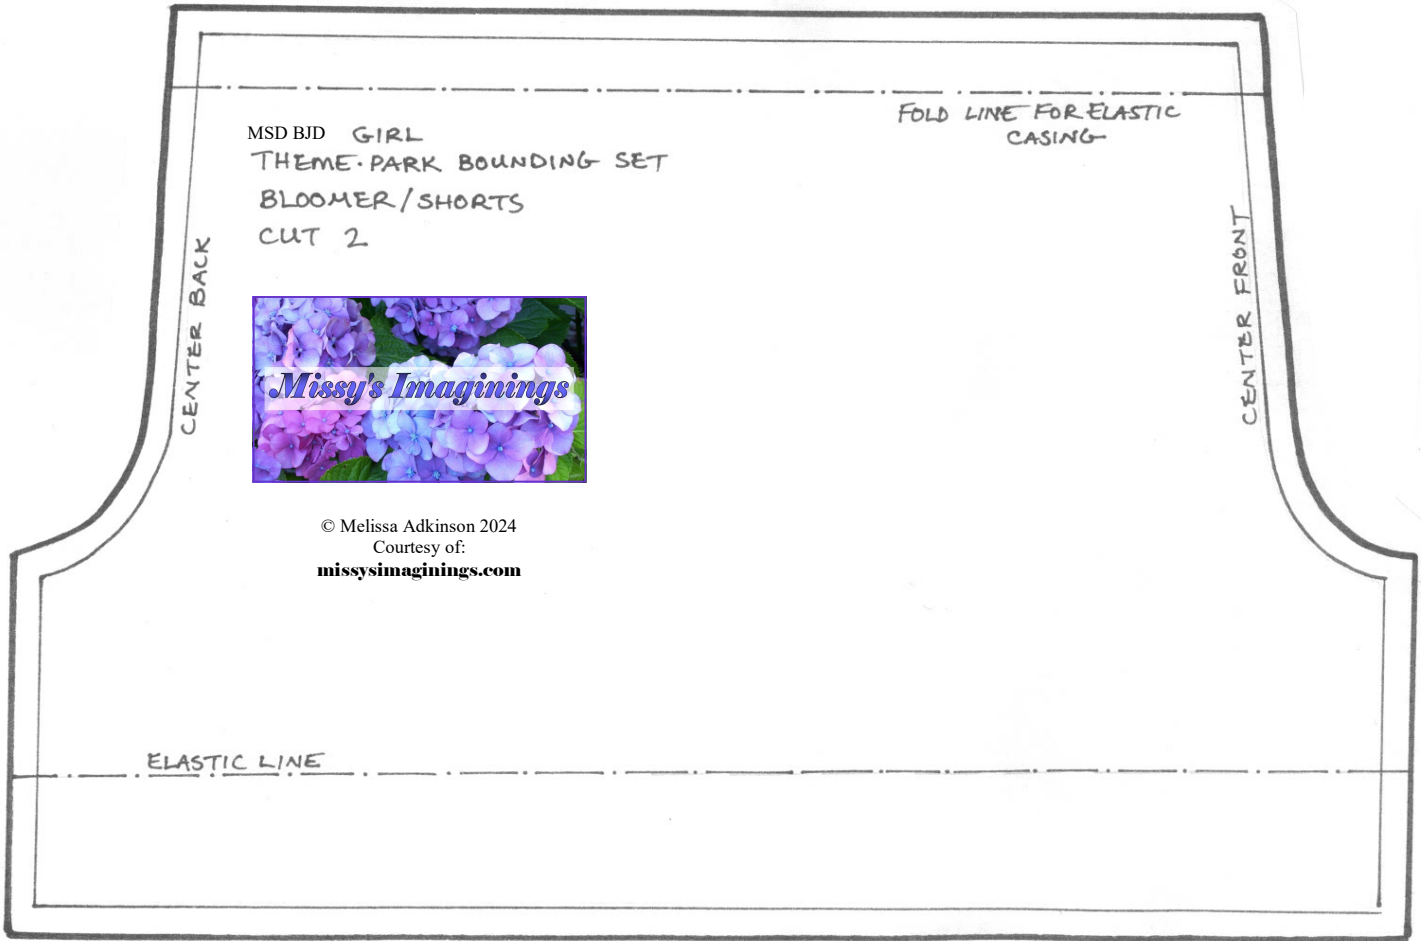 FOLD LINE FOR ELASTIC
CASING
MSD BJD GIRL
THEME-PARK BOUNDING SET
BLOOMER/SHORTS
CUT 2
CENTER BACK
CENTER FRONT
Missy's Imaginings
© Melissa Adkinson 2024
Courtesy of:
missysimaginings.com
ELASTIC LINE